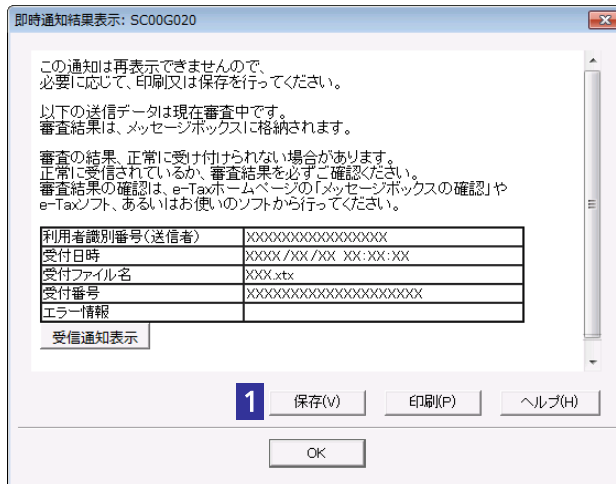 即時通知結果表示: SC00G020
この通知は再表示できませんので、
必要に応じて、印刷又は保存を行ってください。
以下の送信データは現在審査中です。
審査結果は、メッセージボックスに格納されます。
審査の結果、正常に受け付けられない場合があります。
正常に受信されているか、審査結果を必ずご確認ください。
審査結果の確認は、e-Taxホームページの「メッセージボックスの確認」や
e-Taxソフト、あるいはお使いのソフトから行ってください。
利用者識別番号(送信者) XXXXXXXXXXXXXXXX
受付日時 XXXX/XX/XX XX:XX:XX
受付ファイル名 XXX.xtx
受付番号 XXXXXXXXXXXXXXXXXXXX
エラー情報
受信通知表示
1 保存(V) 印刷(P) ヘルプ(H)
OK